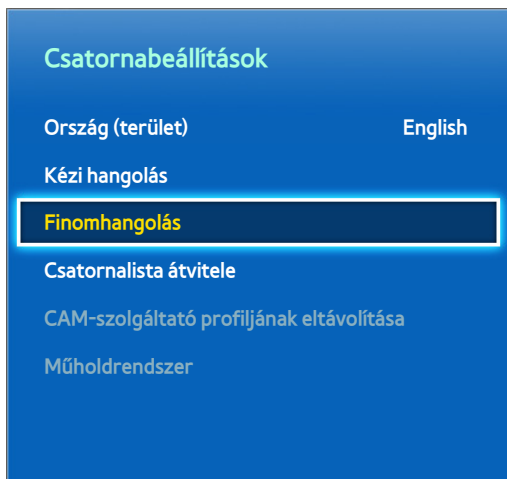 Csatornabeállítások
Ország (terület) English
Kézi hangolás
Finomhangolás
Csatornalista átvitele
CAM-szolgáltató profiljának eltávolítása
Műholdrendszer